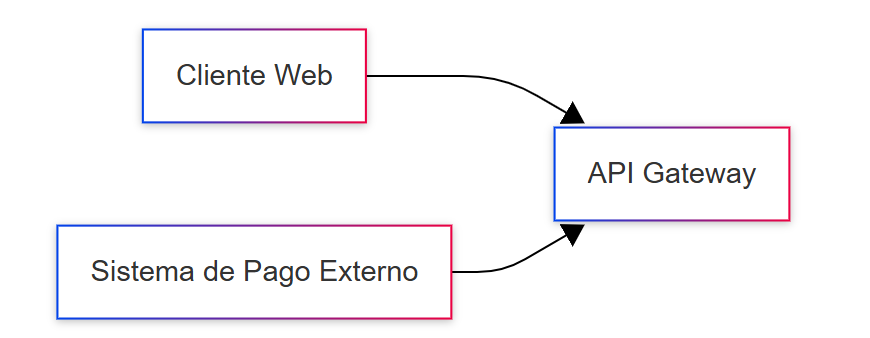 Cliente Web
API Gateway
Sistema de Pago Externo